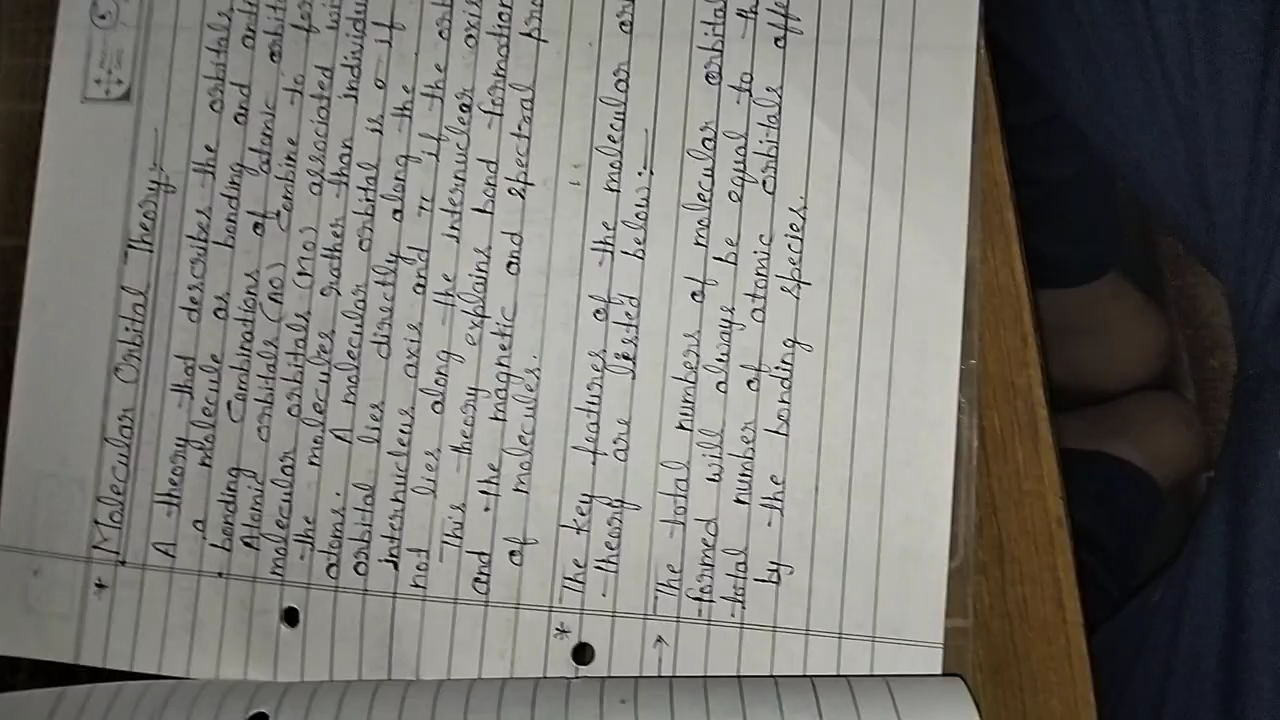 * Molecular Orbital Theory:-
A theory that describes the orbitals
a molecule as bonding and anti
bonding combinations of atomic orbit
Atomic orbitals (AO) combine to for
molecular orbitals (MO) associated wi
the molecules rather than individu
atoms. A molecular orbital is σ if
orbital lies directly along the
internucleus axis and π if the orb
not lies along the internuclear axis
This theory explains bond formation
and the magnetic and spectral pro
of molecules.
* The key features of the molecular or
theory are listed below:-
→ The total numbers of molecular orbital
formed will always be equal to th
total number of atomic orbitals offe
by the bonding species.